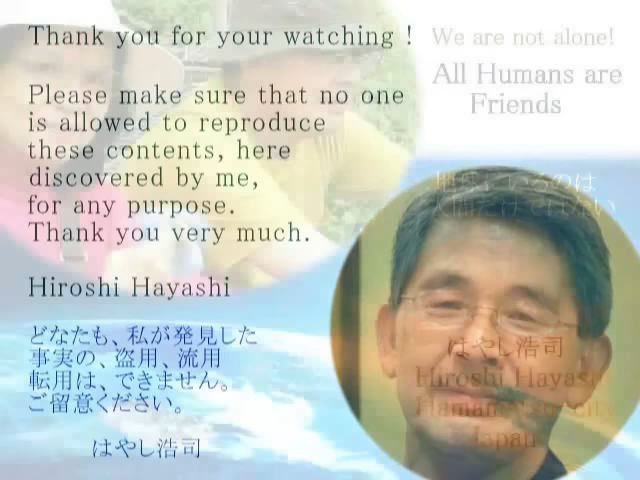 Thank you for your watching !
Please make sure that no one
is allowed to reproduce
these contents, here
discovered by me,
for any purpose.
Thank you very much.
Hiroshi Hayashi
どなたも、私が発見した
事実の、盗用、流用
転用は、できません。
ご留意ください。
はやし浩司
We are not alone!
All Humans are
Friends
はやし浩司
Hiroshi Hayashi
city
Japan